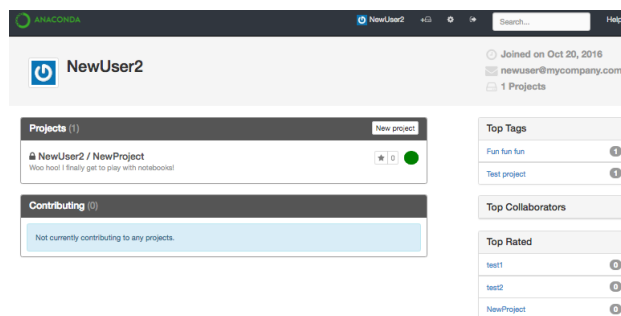 ANACONDA
NewUser2
Search...
Help
NewUser2
Joined on Oct 20, 2016
newuser@mycompany.com
1 Projects
Projects (1)
New project
NewUser2 / NewProject
0
Woo hoo! I finally get to play with notebooks!
Contributing (0)
Not currently contributing to any projects.
Top Tags
Fun fun fun 1
Test project 1
Top Collaborators
Top Rated
test1 0
test2 0
NewProject 0